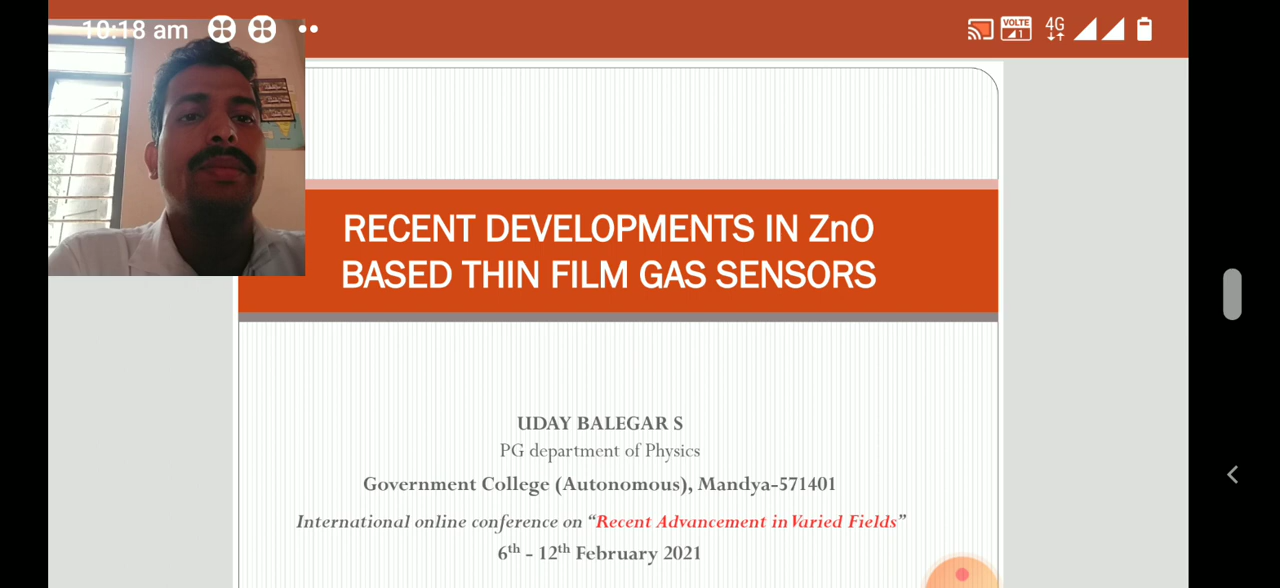 10:18 am
VOLTE
1
4G
RECENT DEVELOPMENTS IN ZnO
BASED THIN FILM GAS SENSORS
UDAY BALEGAR S
PG department of Physics
Government College (Autonomous), Mandya-571401
International online conference on “Recent Advancement in Varied Fields”
6th - 12th February 2021